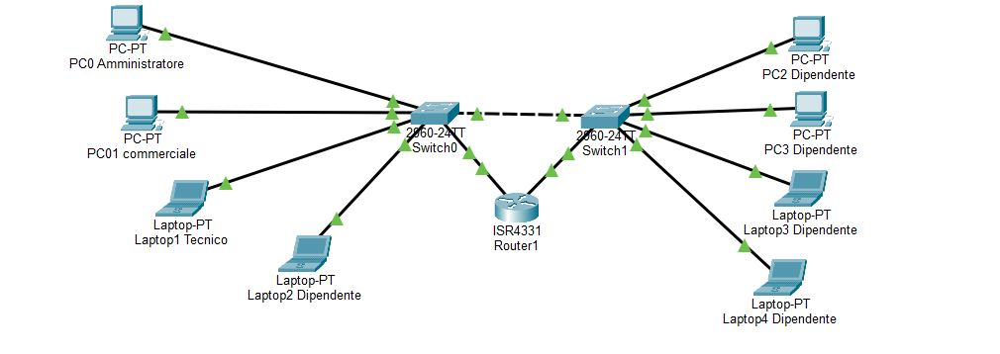 PC-PT
PC0 Amministratore
PC-PT
PC01 commerciale
Laptop-PT
Laptop1 Tecnico
Laptop-PT
Laptop2 Dipendente
2960-24TT
Switch0
2960-24TT
Switch1
ISR4331
Router1
PC-PT
PC2 Dipendente
PC-PT
PC3 Dipendente
Laptop-PT
Laptop3 Dipendente
Laptop-PT
Laptop4 Dipendente